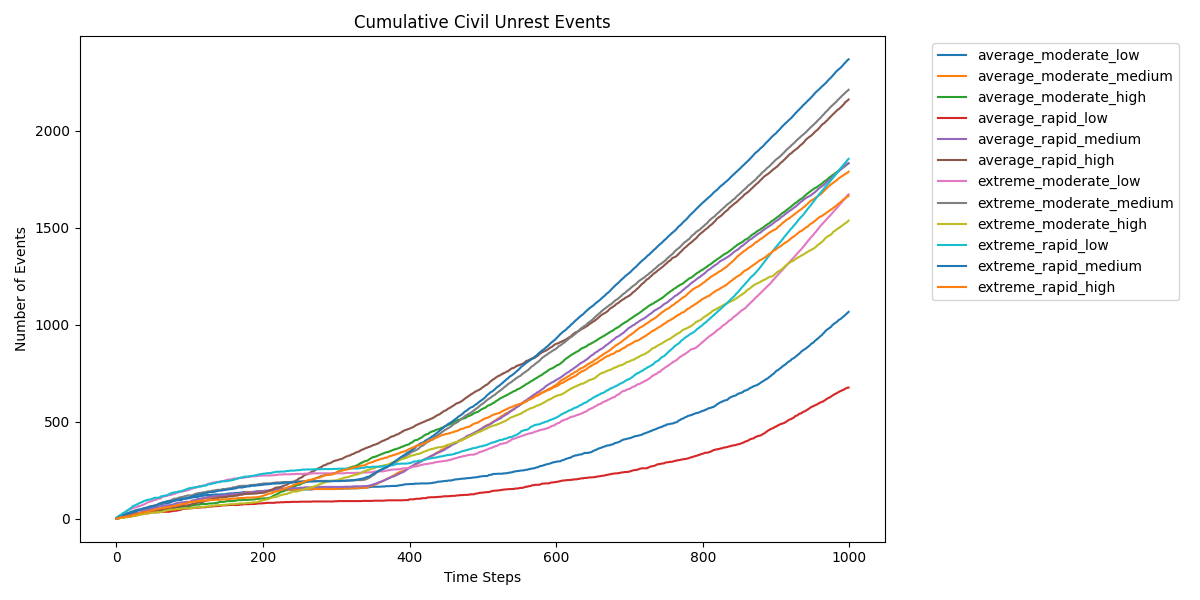 Cumulative Civil Unrest Events
Number of Events
2000
1500
1000
500
0
0 200 400 600 800 1000
Time Steps
average_moderate_low
average_moderate_medium
average_moderate_high
average_rapid_low
average_rapid_medium
average_rapid_high
extreme_moderate_low
extreme_moderate_medium
extreme_moderate_high
extreme_rapid_low
extreme_rapid_medium
extreme_rapid_high